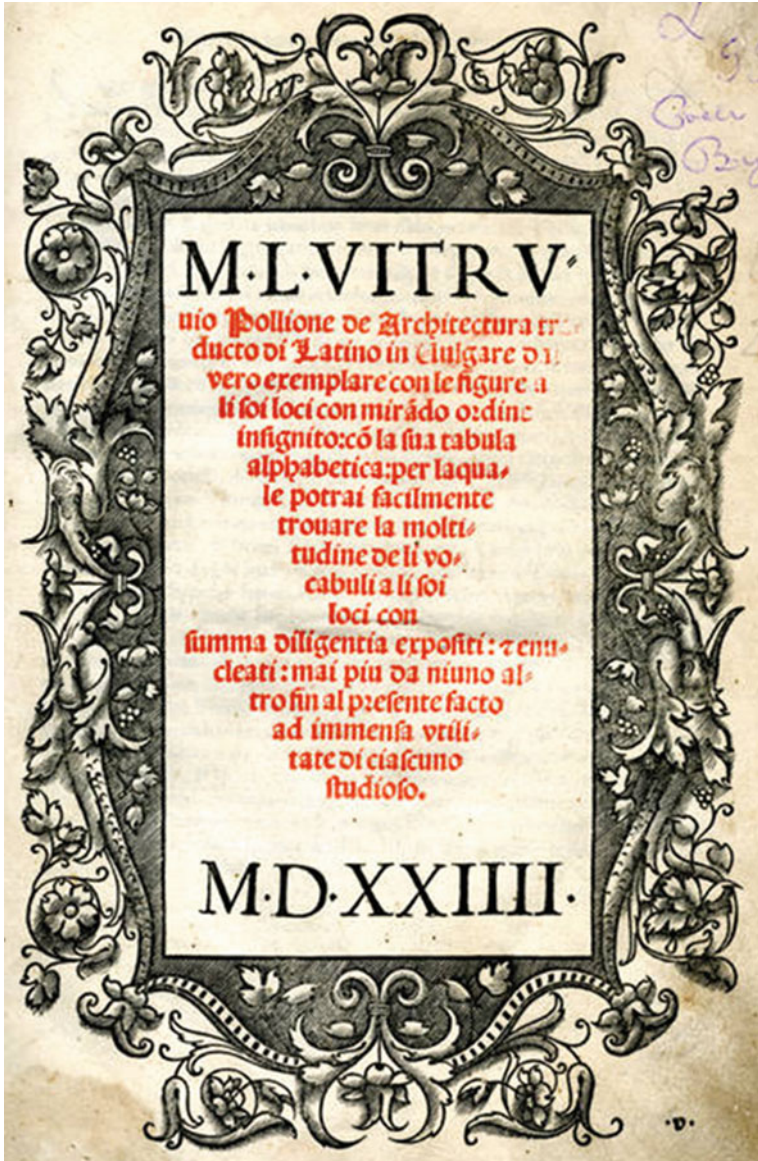 M·L·VITRV⸗
uio Pollione de Architectura
ducto di Latino in Uulgare
vero exemplare con le figure a
li soi loci con mirãdo ordine
insignito: cõ la sua tabula
alphabetica: per laqua⸗
le potrai facilmente
trouare la molti⸗
tudine de li vo⸗
cabuli a li soi
loci con
summa diligentia expositi: ⁊ enu⸗
cleati: mai piu da niuno al⸗
tro fin al presente facto
ad immensa vtili⸗
tate di ciascuno
studioso.
M·D·XXIIII·
·D·